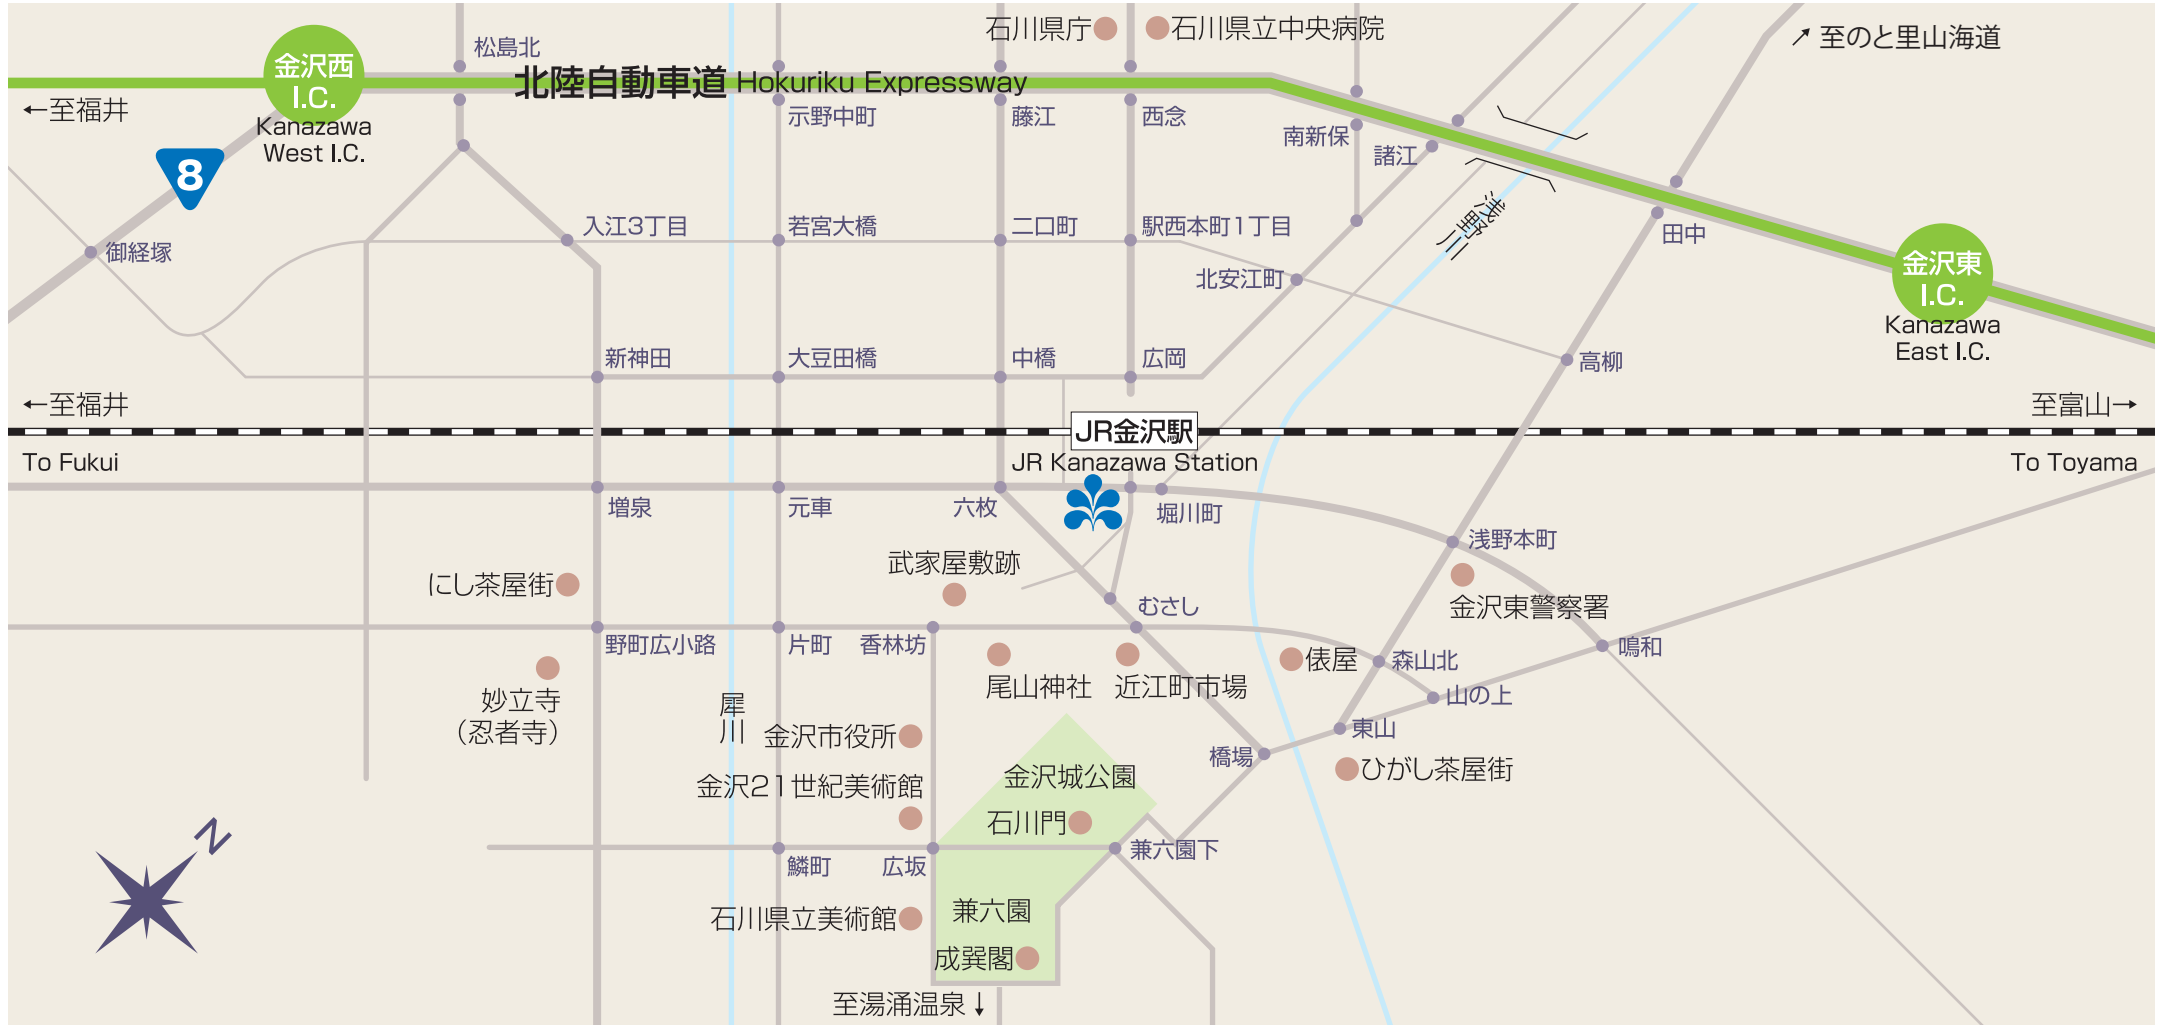 石川県庁
石川県立中央病院
至のと里山海道
松島北
金沢西
I.C.
北陸自動車道 Hokuriku Expressway
←至福井
Kanazawa
West I.C.
示野中町
藤江
西念
南新保
諸江
8
浅野川
入江3丁目
若宮大橋
二口町
駅西本町1丁目
田中
御経塚
北安江町
金沢東
I.C.
Kanazawa
East I.C.
新神田
大豆田橋
中橋
広岡
高柳
←至福井
至富山→
JR金沢駅
To Fukui
JR Kanazawa Station
To Toyama
増泉
元車
六枚
堀川町
浅野本町
武家屋敷跡
にし茶屋街
むさし
金沢東警察署
野町広小路
片町
香林坊
鳴和
俵屋
森山北
妙立寺
(忍者寺)
尾山神社
近江町市場
山の上
犀川
金沢市役所
東山
橋場
金沢21世紀美術館
金沢城公園
ひがし茶屋街
石川門
N
鱗町
広坂
兼六園下
石川県立美術館
兼六園
成巽閣
至湯涌温泉↓